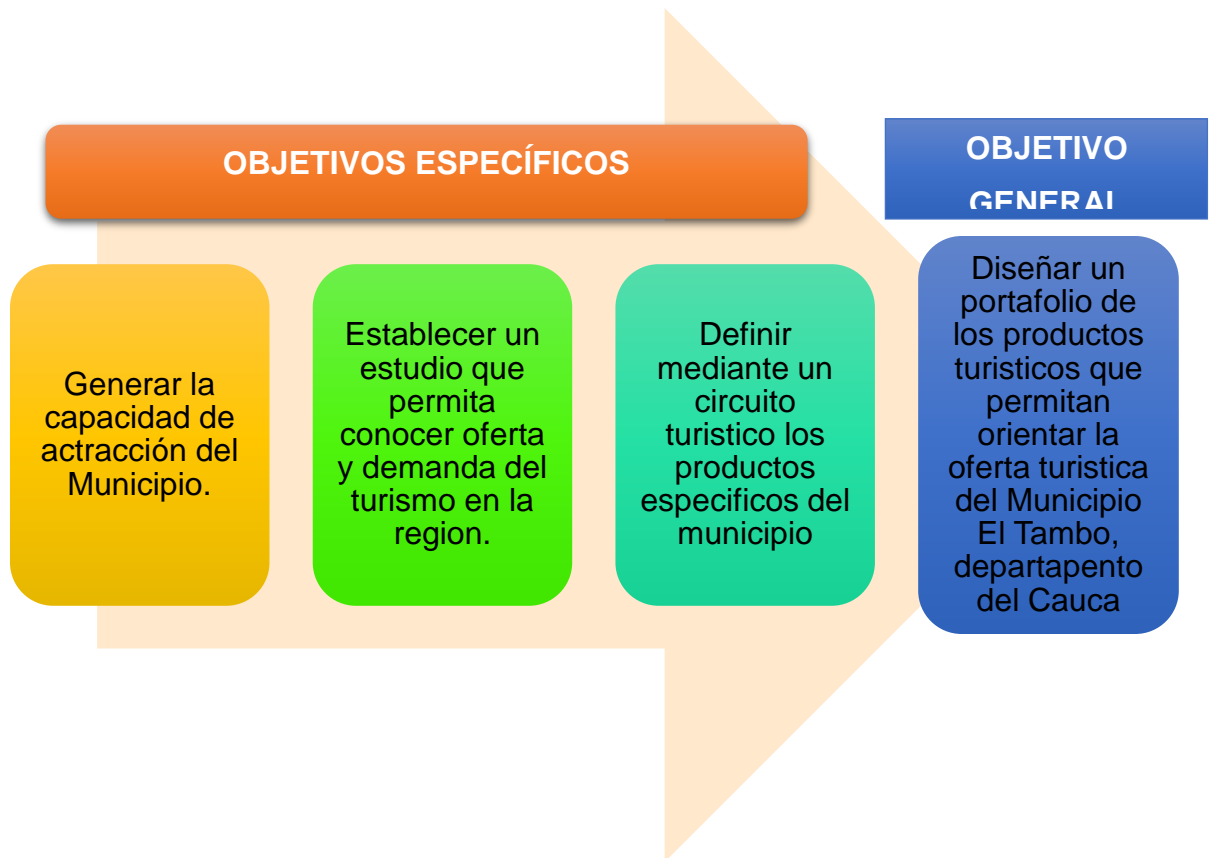 OBJETIVOS ESPECÍFICOS
OBJETIVO
GENERAL
Generar la
capacidad de
actracción del
Municipio.
Establecer un
estudio que
permita
conocer oferta
y demanda del
turismo en la
region.
Definir
mediante un
circuito
turistico los
productos
especificos del
municipio
Diseñar un
portafolio de
los productos
turisticos que
permitan
orientar la
oferta turistica
del Municipio
El Tambo,
departapento
del Cauca